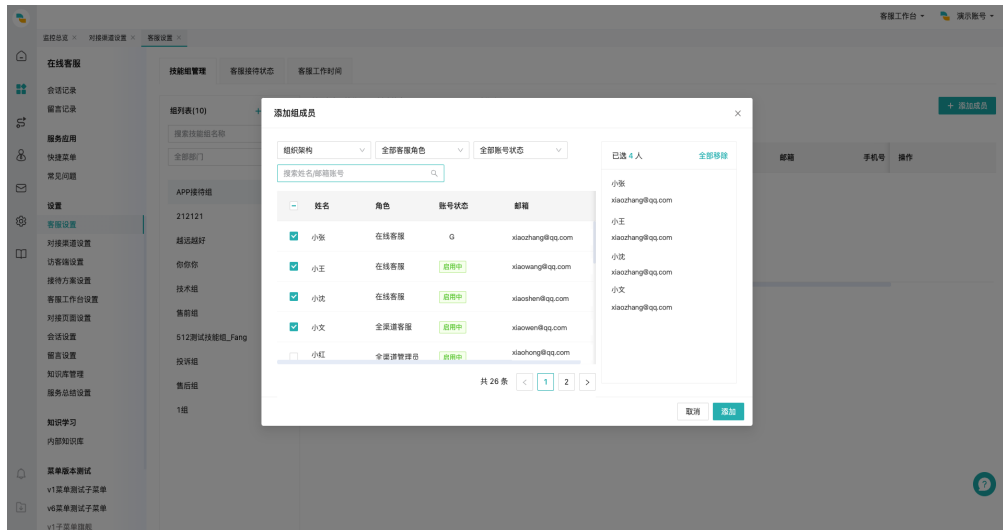 客服工作台
演示账号
监控总览 ×
对接渠道设置 ×
客服设置 ×
在线客服
会话记录
留言记录
服务应用
快捷菜单
常见问题
设置
客服设置
对接渠道设置
访客端设置
接待方案设置
客服工作台设置
对接页面设置
会话设置
留言设置
知识库管理
服务总结设置
知识学习
内部知识库
菜单版本测试
v1菜单测试子菜单
v6菜单测试子菜单
v1子菜单旗舰
技能组管理
客服接待状态
客服工作时间
组列表(10)
+
搜索技能组名称
全部部门
APP接待组
212121
越远越好
你你你
技术组
售前组
512测试技能组_Fang
投诉组
售后组
1组
+ 添加成员
邮箱 手机号 操作
添加组成员
×
组织架构 全部客服角色 全部账号状态
搜索姓名/邮箱账号
姓名 角色 账号状态 邮箱
小张 在线客服 G xiaozhang@qq.com
小王 在线客服 启用中 xiaowang@qq.com
小沈 在线客服 启用中 xiaoshen@qq.com
小文 全渠道客服 启用中 xiaowen@qq.com
小红 全渠道管理员 启用中 xiaohong@qq.com
共 26 条 < 1 2 >
已选 4 人 全部移除
小张
xiaozhang@qq.com
小王
xiaozhang@qq.com
小沈
xiaozhang@qq.com
小文
xiaozhang@qq.com
取消 添加